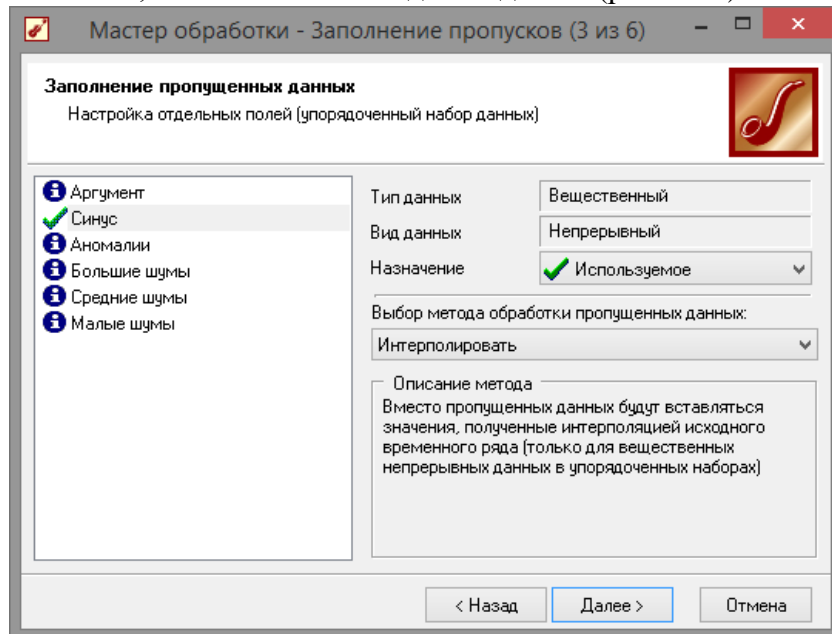 Мастер обработки - Заполнение пропусков (3 из 6)
Заполнение пропущенных данных
Настройка отдельных полей (упорядоченный набор данных)
Аргумент
Синус
Аномалии
Большие шумы
Средние шумы
Малые шумы
Тип данных Вещественный
Вид данных Непрерывный
Назначение Используемое
Выбор метода обработки пропущенных данных:
Интерполировать
Описание метода
Вместо пропущенных данных будут вставляться
значения, полученные интерполяцией исходного
временного ряда (только для вещественных
непрерывных данных в упорядоченных наборах)
< Назад Далее > Отмена